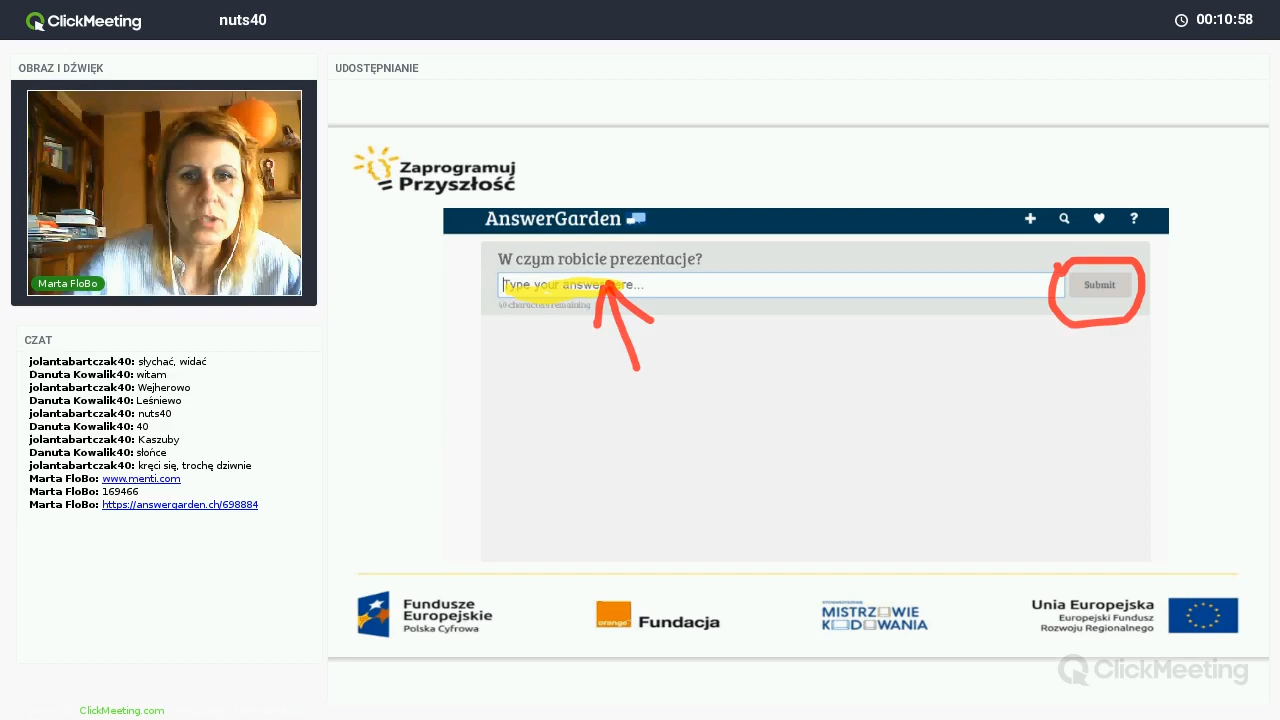 ClickMeeting
nuts40
00:10:58
OBRAZ I DŹWIĘK
Marta FloBo
CZAT
jolantabartczak40: słychać, widać
Danuta Kowalik40: witam
jolantabartczak40: Wejherowo
Danuta Kowalik40: Leśniewo
jolantabartczak40: nuts40
Danuta Kowalik40: 40
jolantabartczak40: Kaszuby
Danuta Kowalik40: słońce
jolantabartczak40: kręci się, trochę dziwnie
Marta FloBo: www.menti.com
Marta FloBo: 169466
Marta FloBo: https://answergarden.ch/698884
ClickMeeting.com
UDOSTĘPNIANIE
Zaprogramuj
Przyszłość
AnswerGarden
?
W czym robicie prezentacje?
Type your answer here...
Submit
40 characters remaining
Fundusze
Europejskie
Polska Cyfrowa
orange
Fundacja
STOWARZYSZENIE
MISTRZOWIE
KODOWANIA
Unia Europejska
Europejski Fundusz
Rozwoju Regionalnego
ClickMeeting